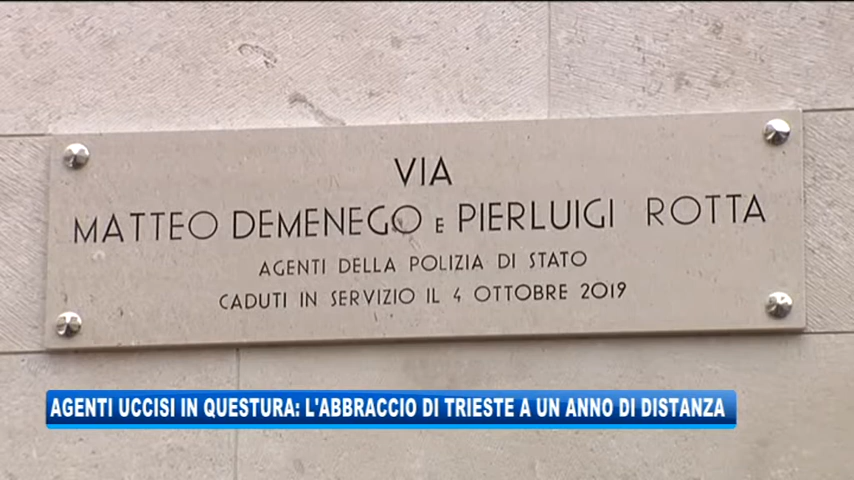 VIA
MATTEO DEMENEGO E PIERLUIGI ROTTA
AGENTI DELLA POLIZIA DI STATO
CADUTI IN SERVIZIO IL 4 OTTOBRE 2019
AGENTI UCCISI IN QUESTURA: L'ABBRACCIO DI TRIESTE A UN ANNO DI DISTANZA